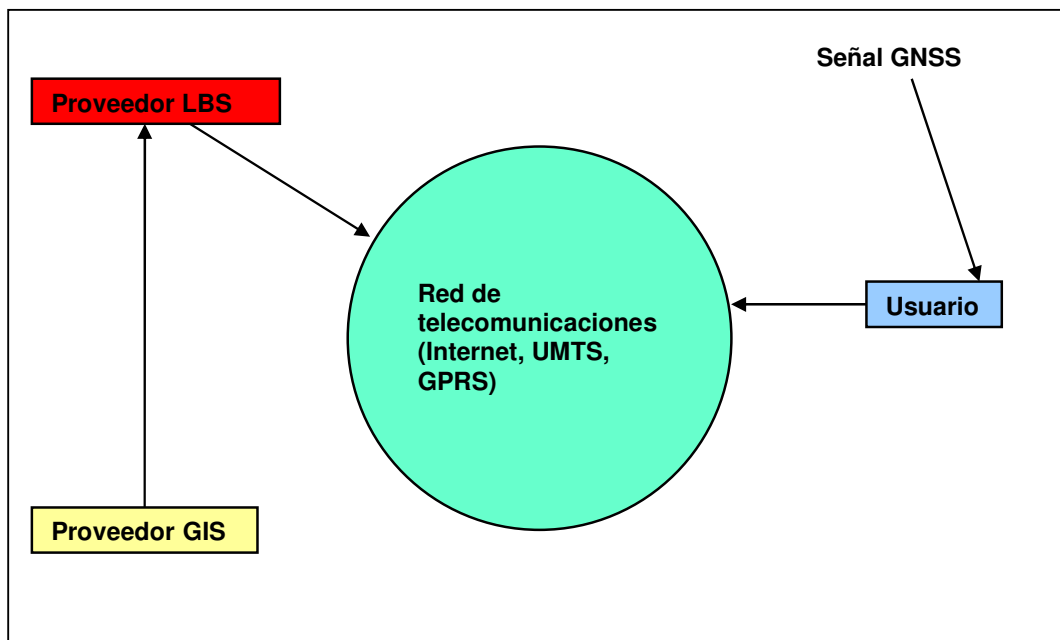 Señal GNSS
Proveedor LBS
Red de
telecomunicaciones
(Internet, UMTS,
GPRS)
Usuario
Proveedor GIS